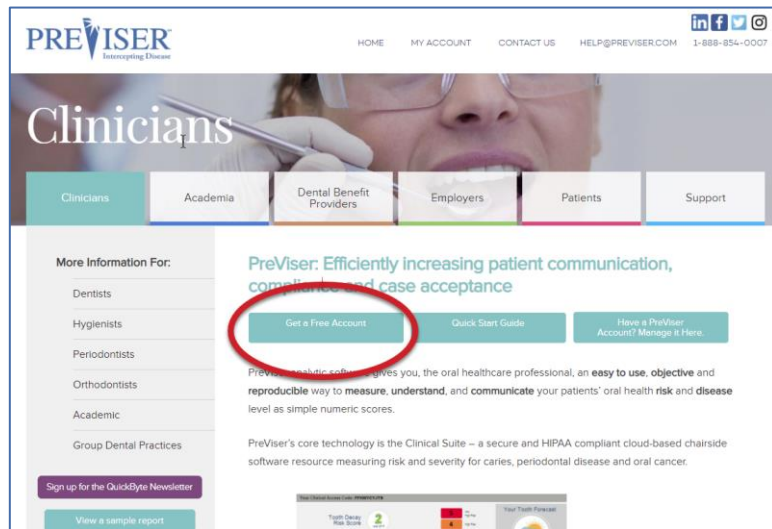 PREVISER
Intercepting Disease
HOME MY ACCOUNT CONTACT US HELP@PREVISER.COM 1-888-854-0007
Clinicians
Clinicians
Academia
Dental Benefit
Providers
Employers
Patients
Support
More Information For:
Dentists
Hygienists
Periodontists
Orthodontists
Academic
Group Dental Practices
Sign up for the QuickByte Newsletter
View a sample report
PreViser: Efficiently increasing patient communication,
compliance and case acceptance
Get a Free Account
Quick Start Guide
Have a PreViser
Account? Manage it Here.
PreViser analytic software gives you, the oral healthcare professional, an easy to use, objective and
reproducible way to measure, understand, and communicate your patients' oral health risk and disease
level as simple numeric scores.
PreViser's core technology is the Clinical Suite – a secure and HIPAA compliant cloud-based chairside
software resource measuring risk and severity for caries, periodontal disease and oral cancer.
Your Clinical Access Code:
Tooth Decay
Risk Score
2
5
4
Your Tooth Forecast